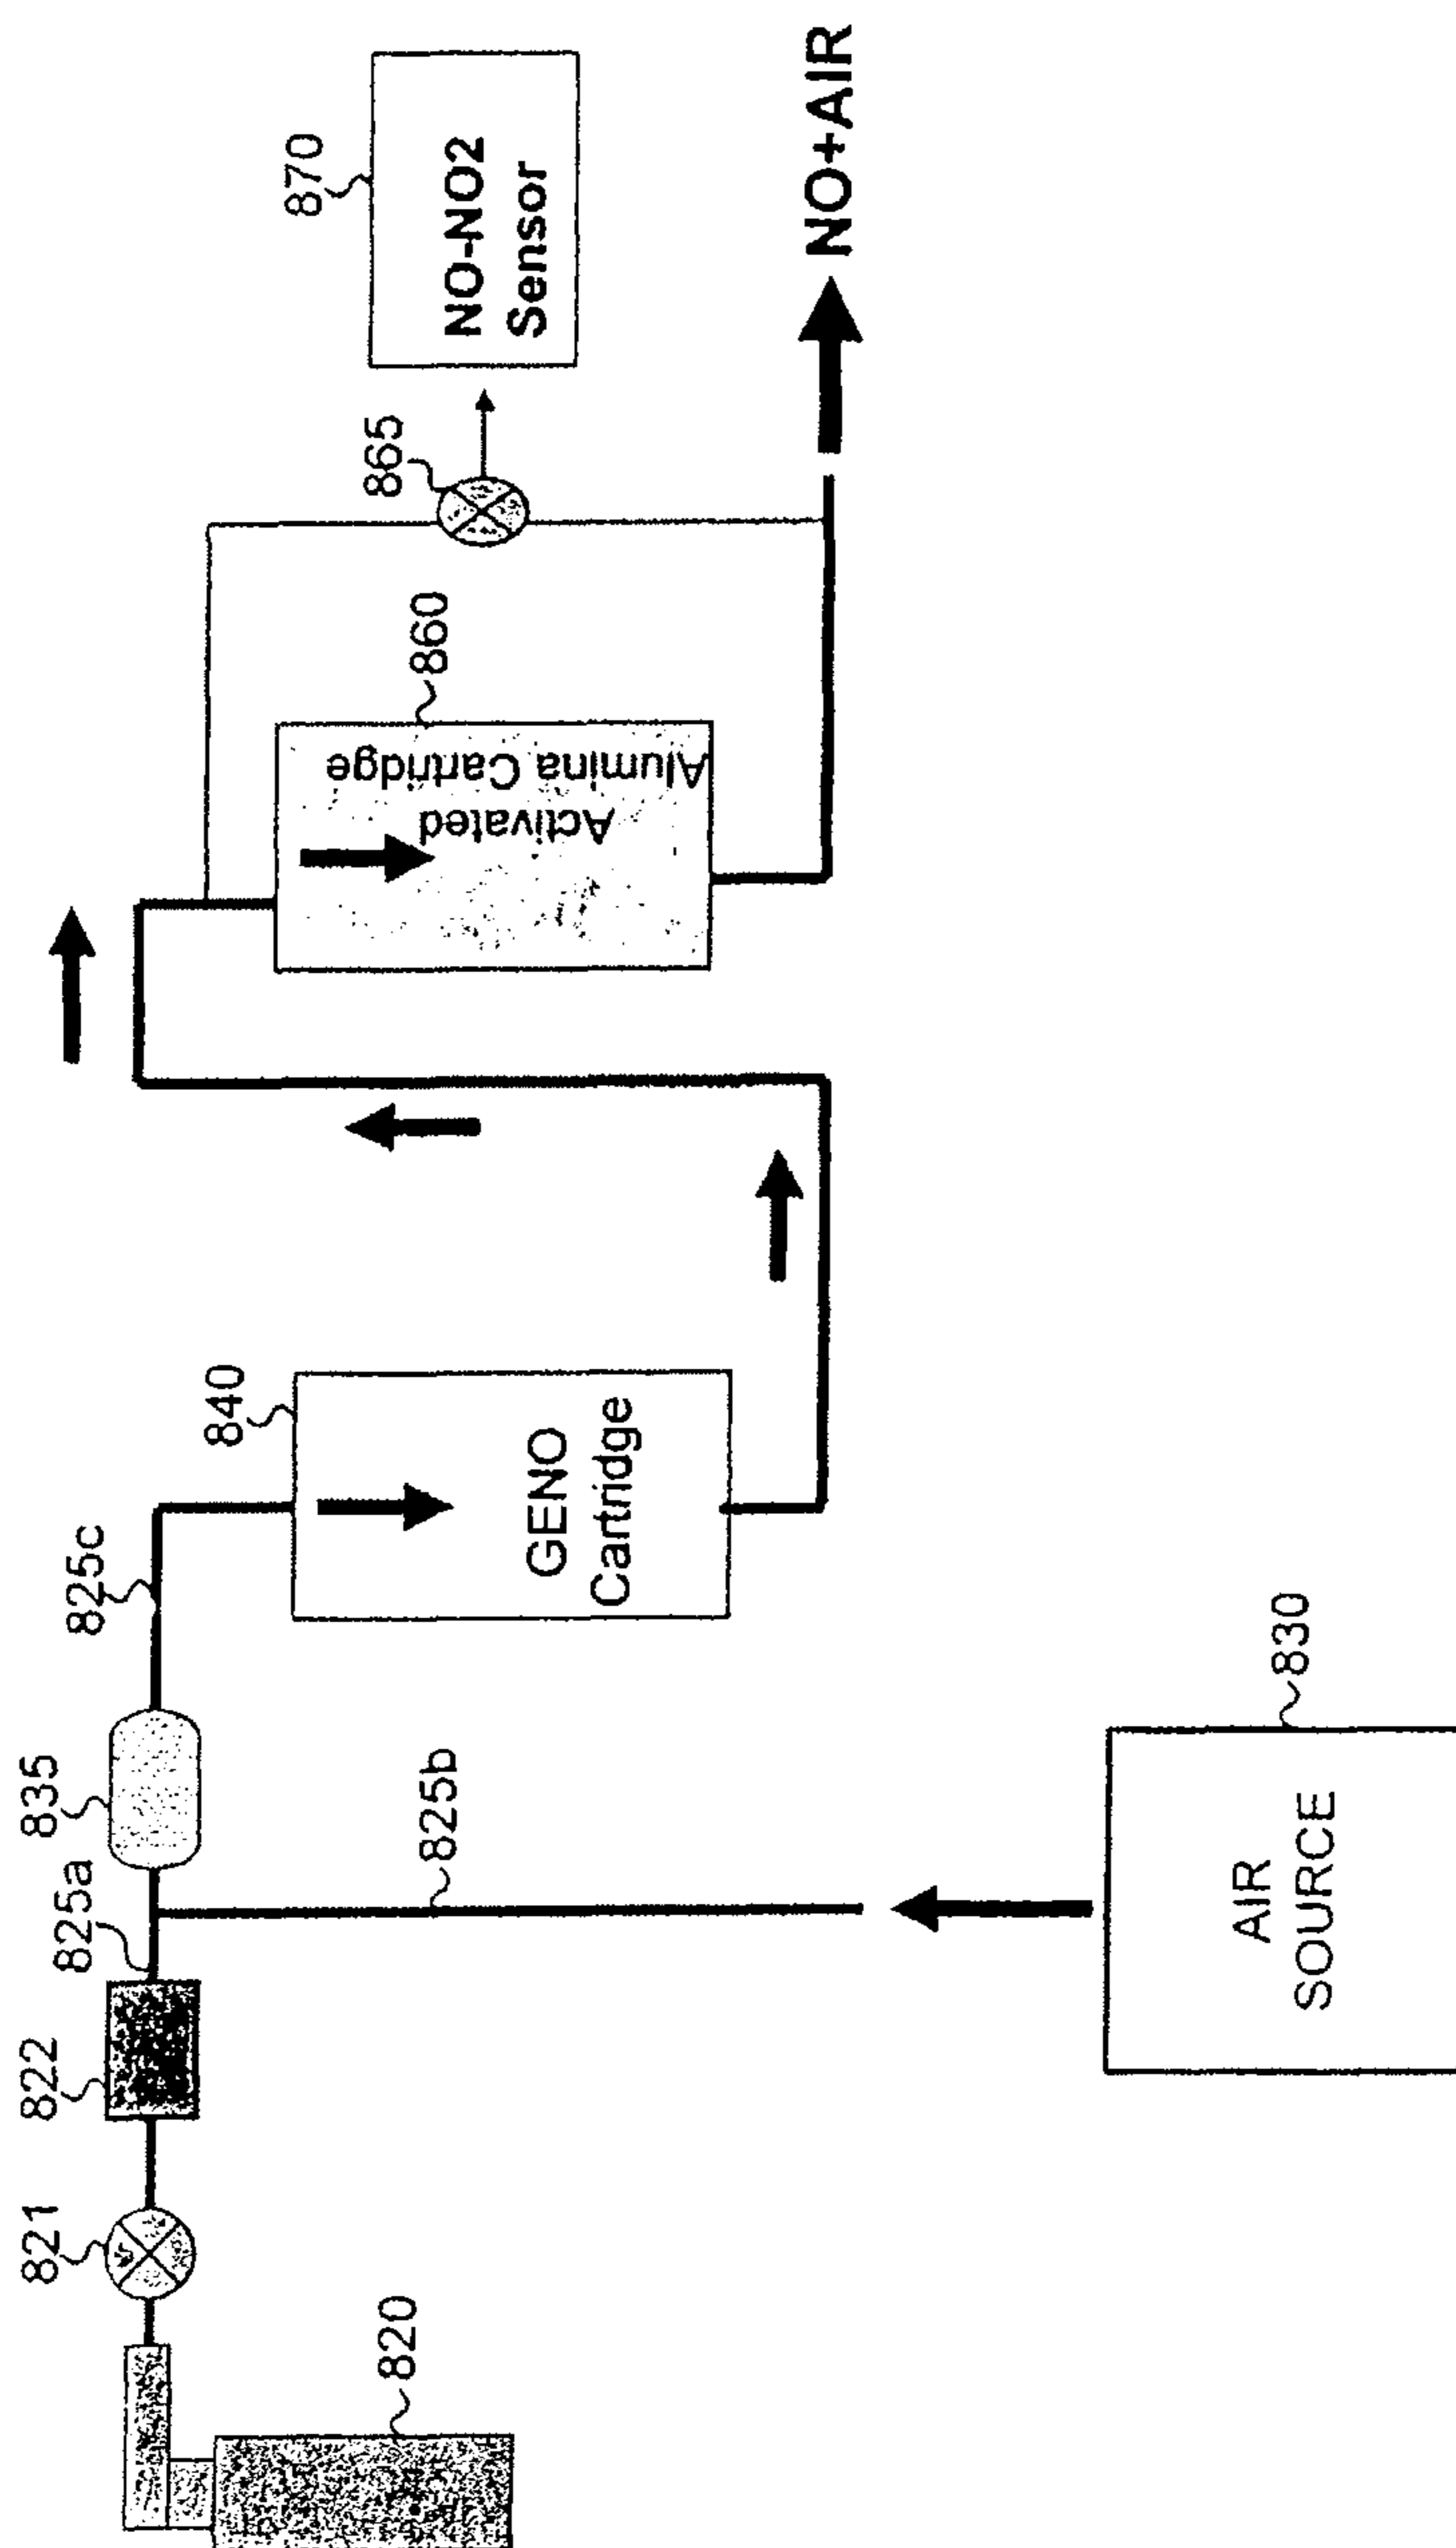 820
821
822
825a
835
825b
825c
AIR
SOURCE
830
840
GENO
Cartridge
Activated
Alumina Cartridge
860
865
870
NO-NO2
Sensor
NO+AIR